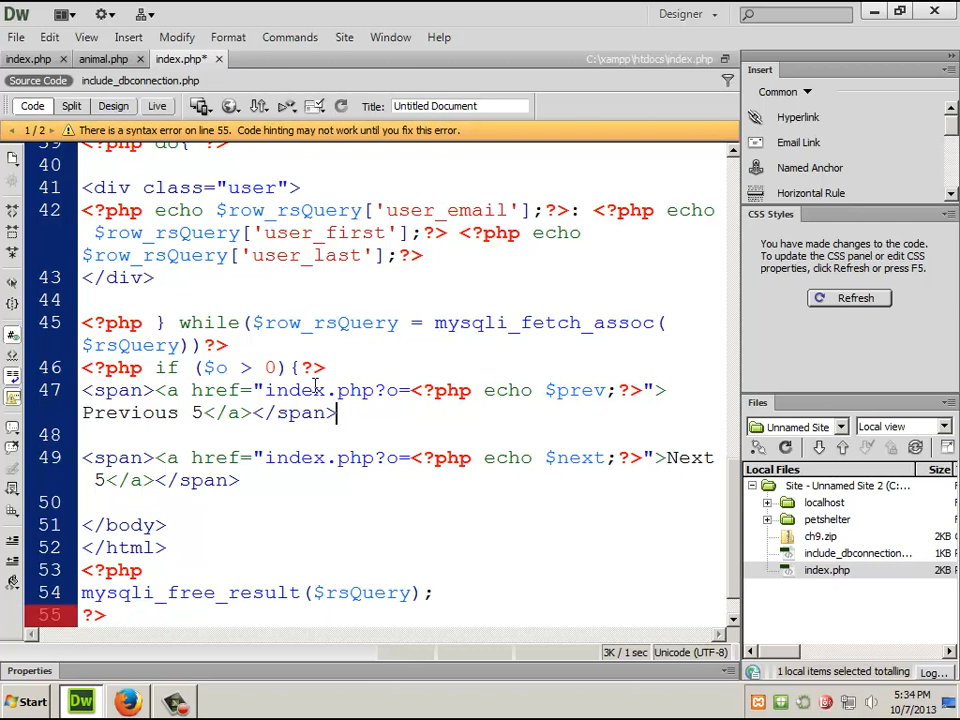 Dw
Designer
File Edit View Insert Modify Format Commands Site Window Help
index.php × animal.php × index.php* × C:\xampp\htdocs\index.php
Source Code include_dbconnection.php
Code Split Design Live Title: Untitled Document
1 / 2 There is a syntax error on line 55. Code hinting may not work until you fix this error.
39 <?php do{ ?>
40
41 <div class="user">
42 <?php echo $row_rsQuery['user_email'];?>: <?php echo
$row_rsQuery['user_first'];?> <?php echo
$row_rsQuery['user_last'];?>
43 </div>
44
45 <?php } while($row_rsQuery = mysqli_fetch_assoc(
$rsQuery))?>
46 <?php if ($o > 0){?>
47 <span><a href="index.php?o=<?php echo $prev;?>">
Previous 5</a></span>
48
49 <span><a href="index.php?o=<?php echo $next;?>">Next
5</a></span>
50
51 </body>
52 </html>
53 <?php
54 mysqli_free_result($rsQuery);
55 ?>
3K / 1 sec Unicode (UTF-8)
Properties
Insert
Common
Hyperlink
Email Link
Named Anchor
Horizontal Rule
CSS Styles
You have made changes to the code.
To update the CSS panel or edit CSS
properties, click Refresh or press F5.
Refresh
Files
Unnamed Site Local view
Local Files Size
Site - Unnamed Site 2 (C:...
localhost
petshelter
ch9.zip 2KB
include_dbconnection... 1KB
index.php 2KB
1 local items selected totalling Log...
Start Dw 5:34 PM
10/7/2013